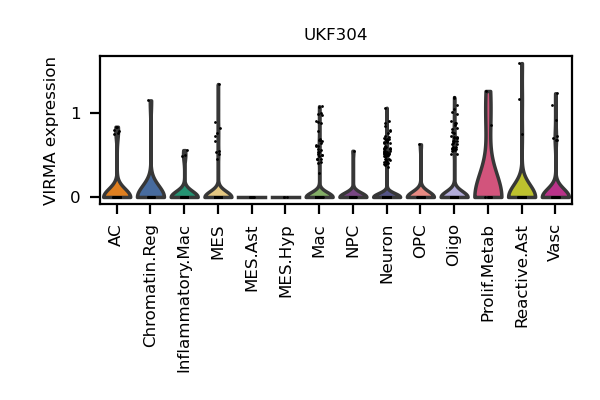 UKF304
VIRMA expression
1
0
AC
Chromatin.Reg
Inflammatory.Mac
MES
MES.Ast
MES.Hyp
Mac
NPC
Neuron
OPC
Oligo
Prolif.Metab
Reactive.Ast
Vasc